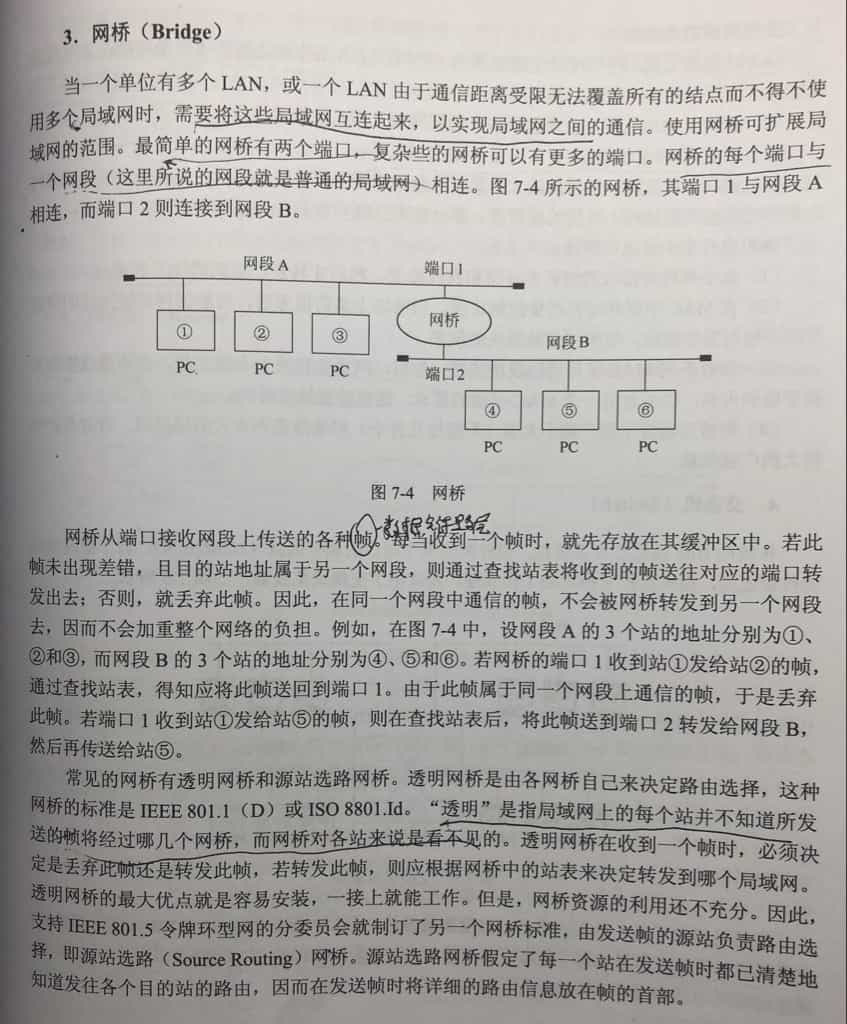 3．网桥（Bridge）
当一个单位有多个 LAN，或一个 LAN 由于通信距离受限无法覆盖所有的结点而不得不使
用多个局域网时，需要将这些局域网互连起来，以实现局域网之间的通信。使用网桥可扩展局
域网的范围。最简单的网桥有两个端口，复杂些的网桥可以有更多的端口。网桥的每个端口与
一个网段（这里所说的网段就是普通的局域网）相连。图 7-4 所示的网桥，其端口 1 与网段 A
相连，而端口 2 则连接到网段 B。
网段 A 端口1
① ② ③ 网桥
网段B
PC PC PC 端口2
④ ⑤ ⑥
PC PC PC
图 7-4 网桥
网桥从端口接收网段上传送的各种帧。每当收到一个帧时，就先存放在其缓冲区中。若此
帧未出现差错，且目的站地址属于另一个网段，则通过查找站表将收到的帧送往对应的端口转
发出去；否则，就丢弃此帧。因此，在同一个网段中通信的帧，不会被网桥转发到另一个网段
去，因而不会加重整个网络的负担。例如，在图 7-4 中，设网段 A 的 3 个站的地址分别为①、
②和③，而网段 B 的 3 个站的地址分别为④、⑤和⑥。若网桥的端口 1 收到站①发给站②的帧，
通过查找站表，得知应将此帧送回到端口 1。由于此帧属于同一个网段上通信的帧，于是丢弃
此帧。若端口 1 收到站①发给站⑤的帧，则在查找站表后，将此帧送到端口 2 转发给网段 B，
然后再传送给站⑤。
常见的网桥有透明网桥和源站选路网桥。透明网桥是由各网桥自己来决定路由选择，这种
网桥的标准是 IEEE 801.1（D）或 ISO 8801.Id。“透明”是指局域网上的每个站并不知道所发
送的帧将经过哪几个网桥，而网桥对各站来说是看不见的。透明网桥在收到一个帧时，必须决
定是丢弃此帧还是转发此帧，若转发此帧，则应根据网桥中的站表来决定转发到哪个局域网。
透明网桥的最大优点就是容易安装，一接上就能工作。但是，网桥资源的利用还不充分。因此，
支持 IEEE 801.5 令牌环型网的分委员会就制订了另一个网桥标准，由发送帧的源站负责路由选
择，即源站选路（Source Routing）网桥。源站选路网桥假定了每一个站在发送帧时都已清楚地
知道发往各个目的站的路由，因而在发送帧时将详细的路由信息放在帧的首部。